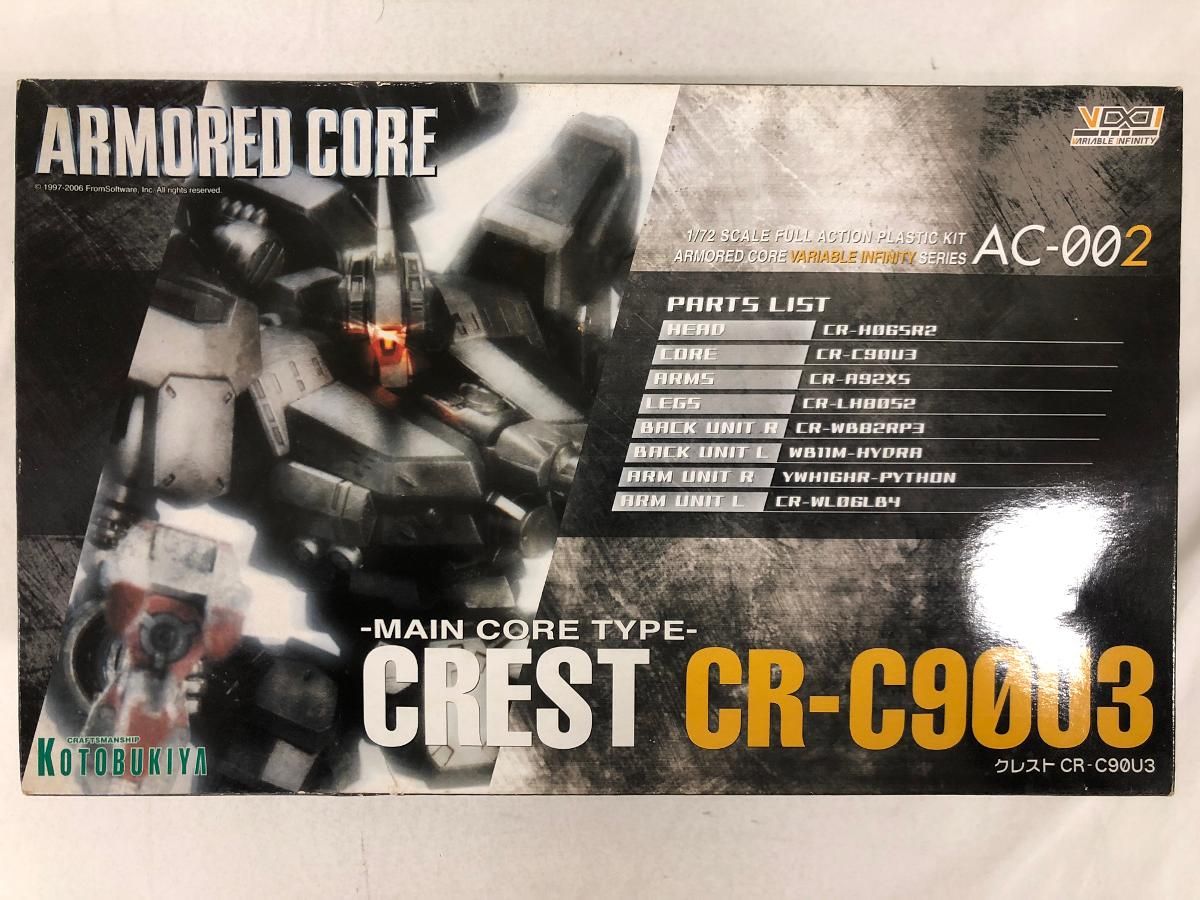 ARMORED CORE
© 1997-2006 FromSoftware, Inc. All rights reserved.
VARIABLE INFINITY
1/72 SCALE FULL ACTION PLASTIC KIT
ARMORED CORE VARIABLE INFINITY SERIES AC-002
PARTS LIST
HEAD CR-H06SR2
CORE CR-C90U3
ARMS CR-A92XS
LEGS CR-LH80S2
BACK UNIT R CR-WB82RP3
BACK UNIT L WB11M-HYDRA
ARM UNIT R YWH16HR-PYTHON
ARM UNIT L CR-WL06LB4
-MAIN CORE TYPE-
CREST CR-C90U3
CRAFTSMANSHIP
KOTOBUKIYA
クレスト CR-C90U3